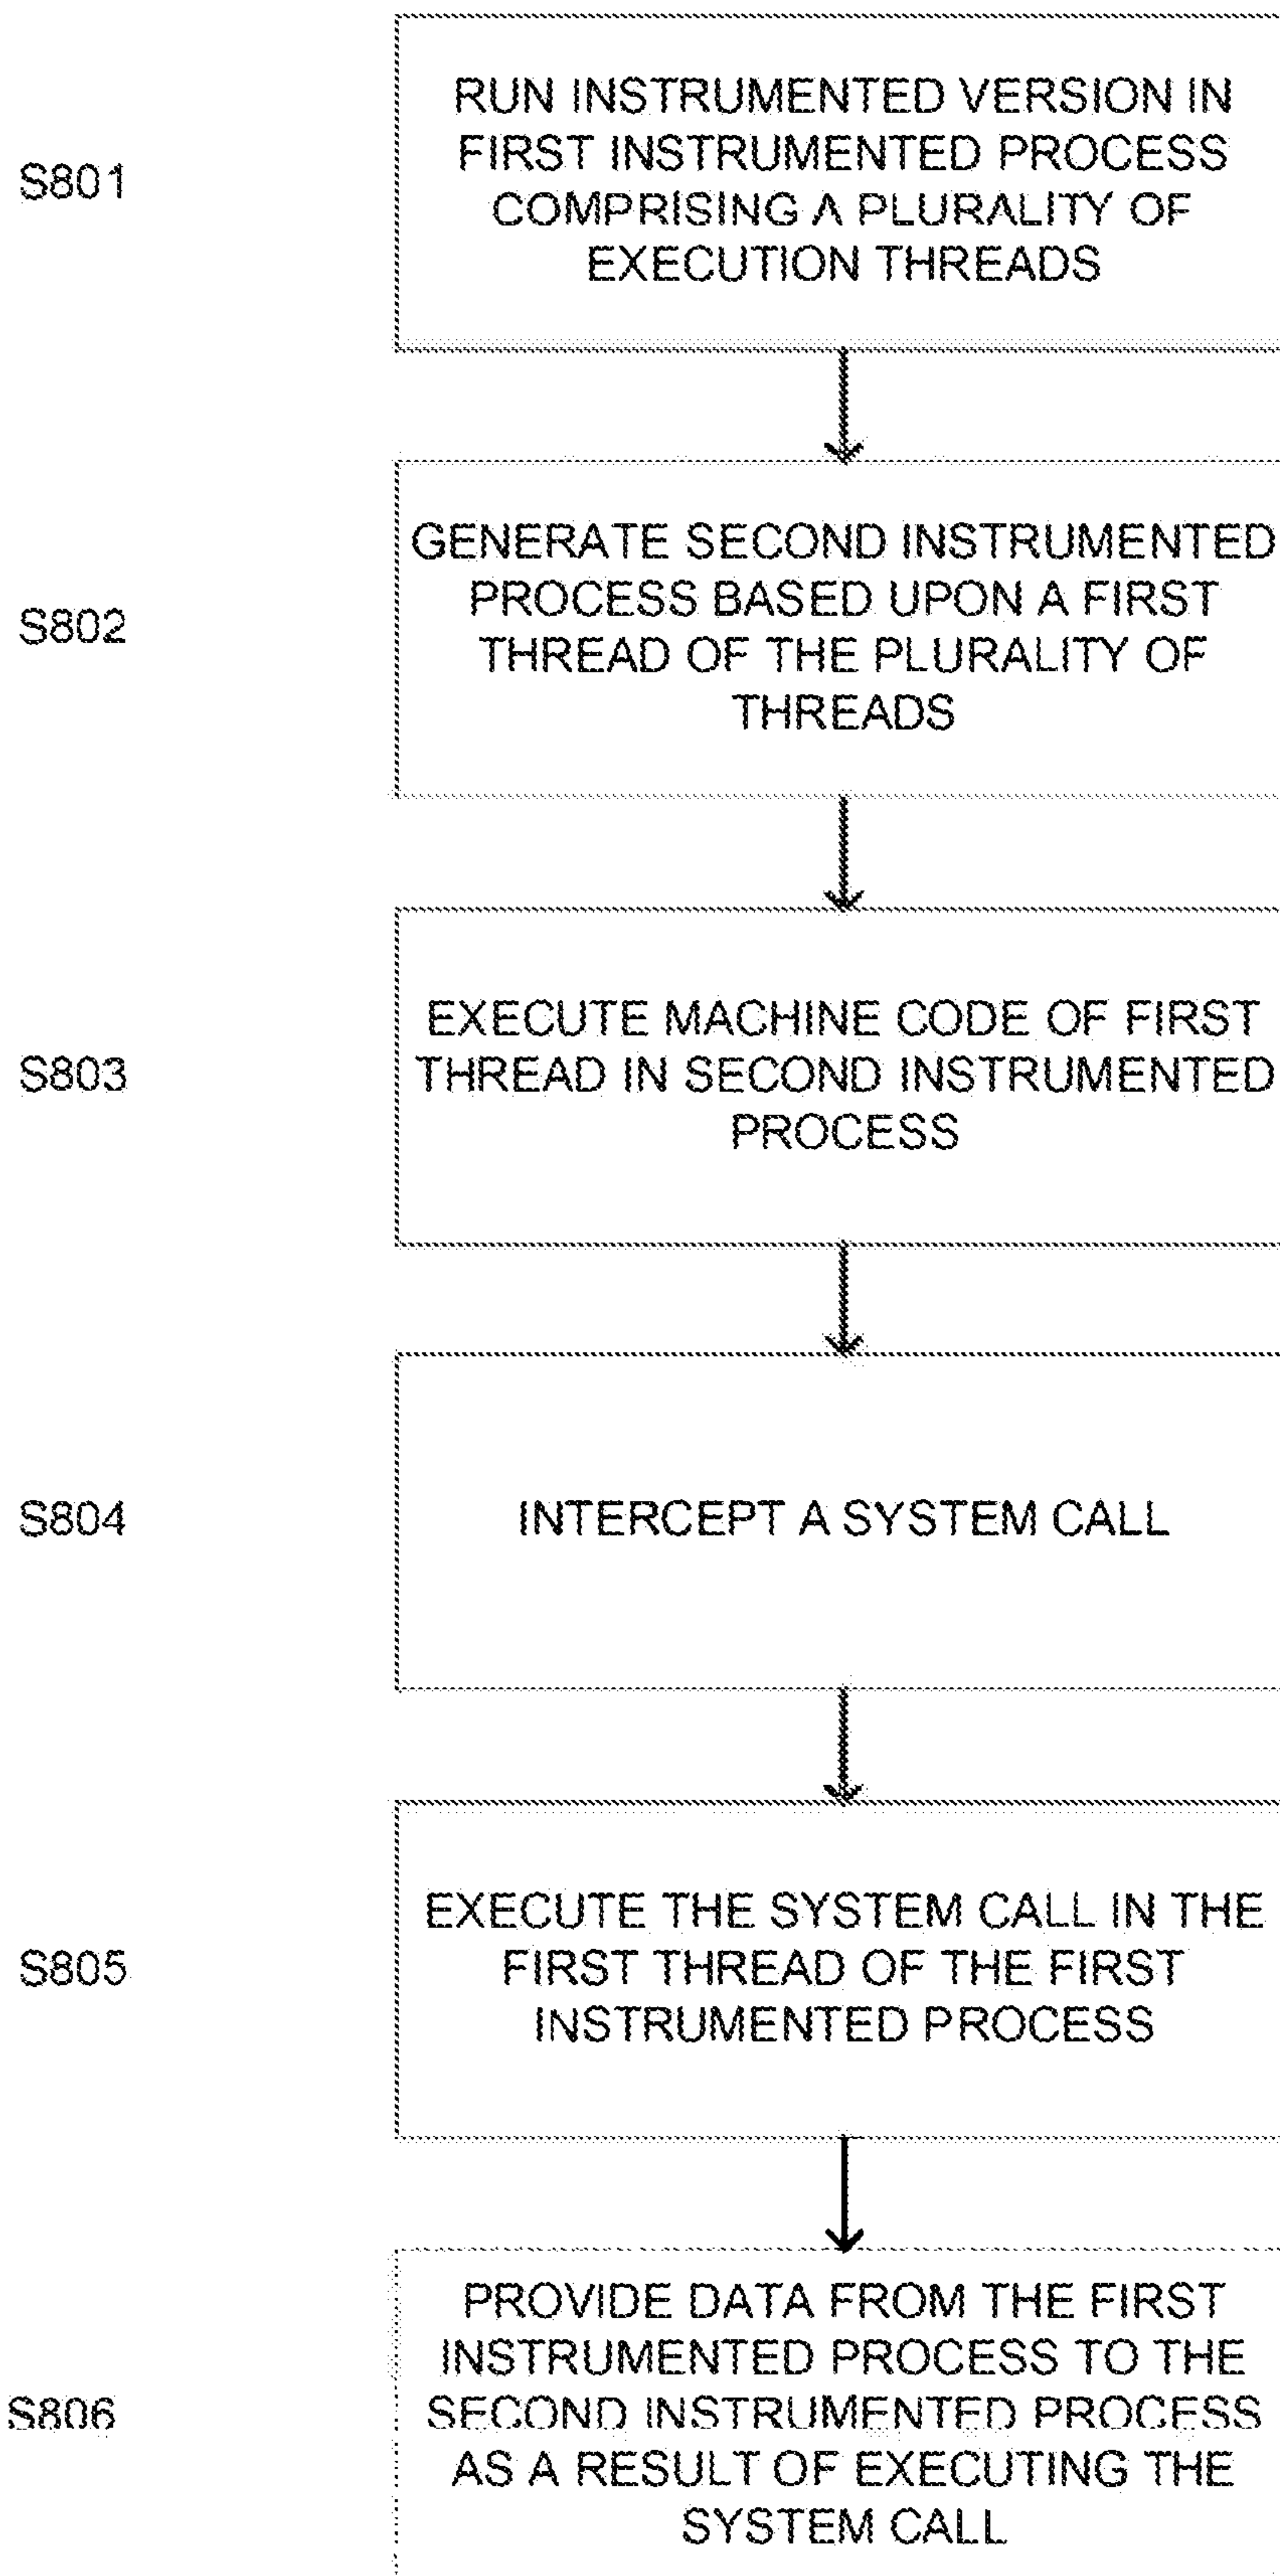 S801
RUN INSTRUMENTED VERSION IN
FIRST INSTRUMENTED PROCESS
COMPRISING A PLURALITY OF
EXECUTION THREADS
S802
GENERATE SECOND INSTRUMENTED
PROCESS BASED UPON A FIRST
THREAD OF THE PLURALITY OF
THREADS
S803
EXECUTE MACHINE CODE OF FIRST
THREAD IN SECOND INSTRUMENTED
PROCESS
S804
INTERCEPT A SYSTEM CALL
S805
EXECUTE THE SYSTEM CALL IN THE
FIRST THREAD OF THE FIRST
INSTRUMENTED PROCESS
S806
PROVIDE DATA FROM THE FIRST
INSTRUMENTED PROCESS TO THE
SECOND INSTRUMENTED PROCESS
AS A RESULT OF EXECUTING THE
SYSTEM CALL